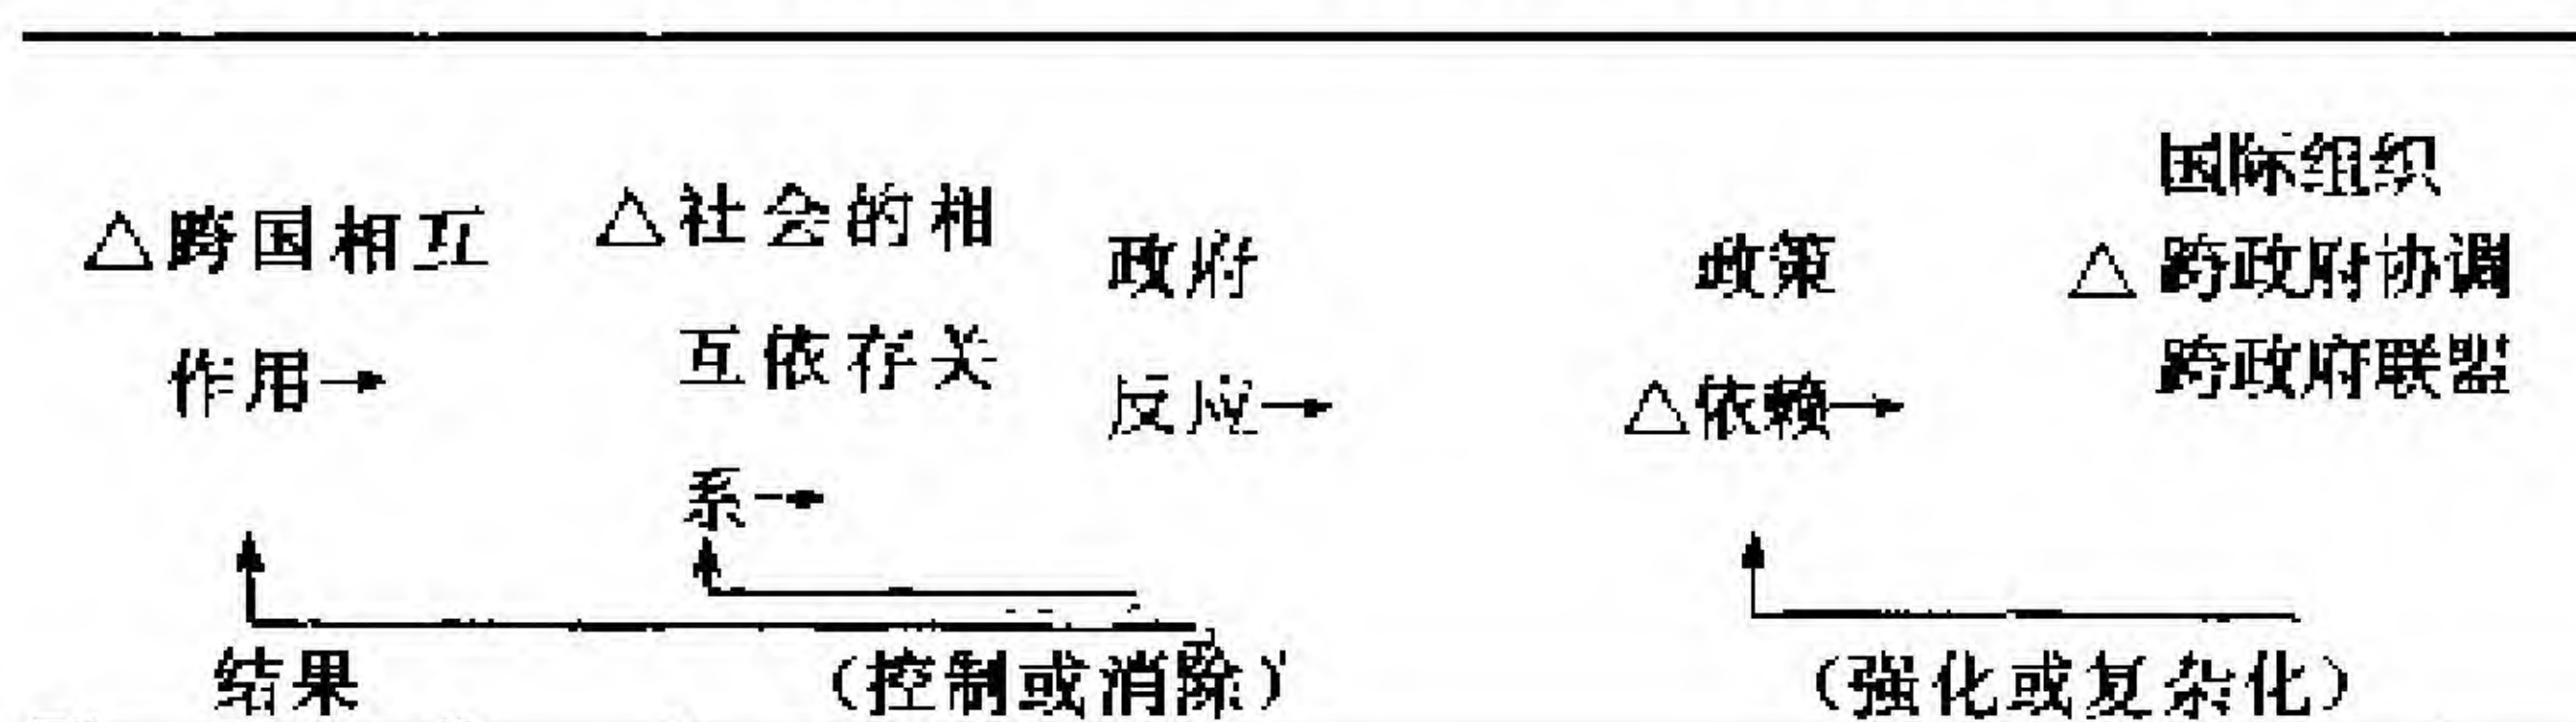 △跨国相互
作用→
△社会的相
互依存关
系→
政府
反应→
政策
△依赖→
国际组织
△ 跨政府协调
跨政府联盟
结果
（控制或消除）
（强化或复杂化）